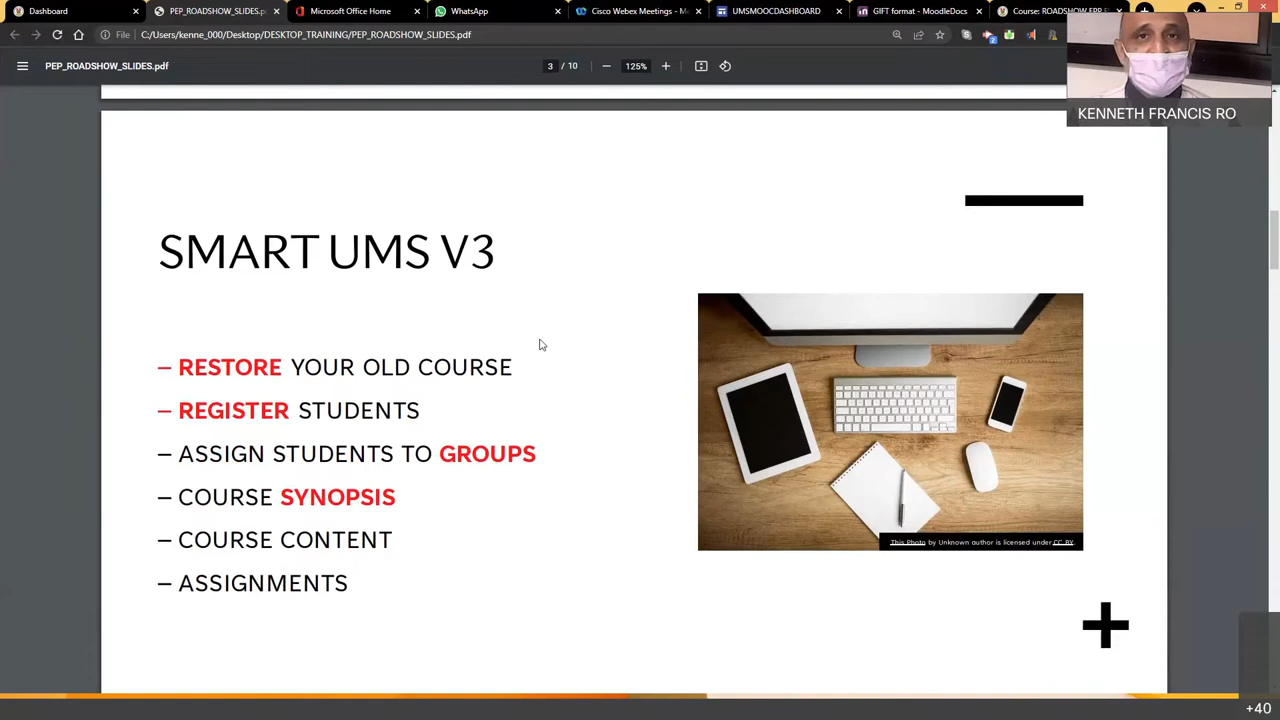 Dashboard
PEP_ROADSHOW_SLIDES.p
Microsoft Office Home
WhatsApp
Cisco Webex Meetings - M
UMSMOOCDASHBOARD
GIFT format - MoodleDocs
Course: ROADSHOW
File
C:/Users/kenne_000/Desktop/DESKTOP_TRAINING/PEP_ROADSHOW_SLIDES.pdf
PEP_ROADSHOW_SLIDES.pdf
3 / 10
125%
KENNETH FRANCIS RO
SMART UMS V3
– RESTORE YOUR OLD COURSE
– REGISTER STUDENTS
– ASSIGN STUDENTS TO GROUPS
– COURSE SYNOPSIS
– COURSE CONTENT
– ASSIGNMENTS
This Photo by Unknown author is licensed under CC BY.
+40